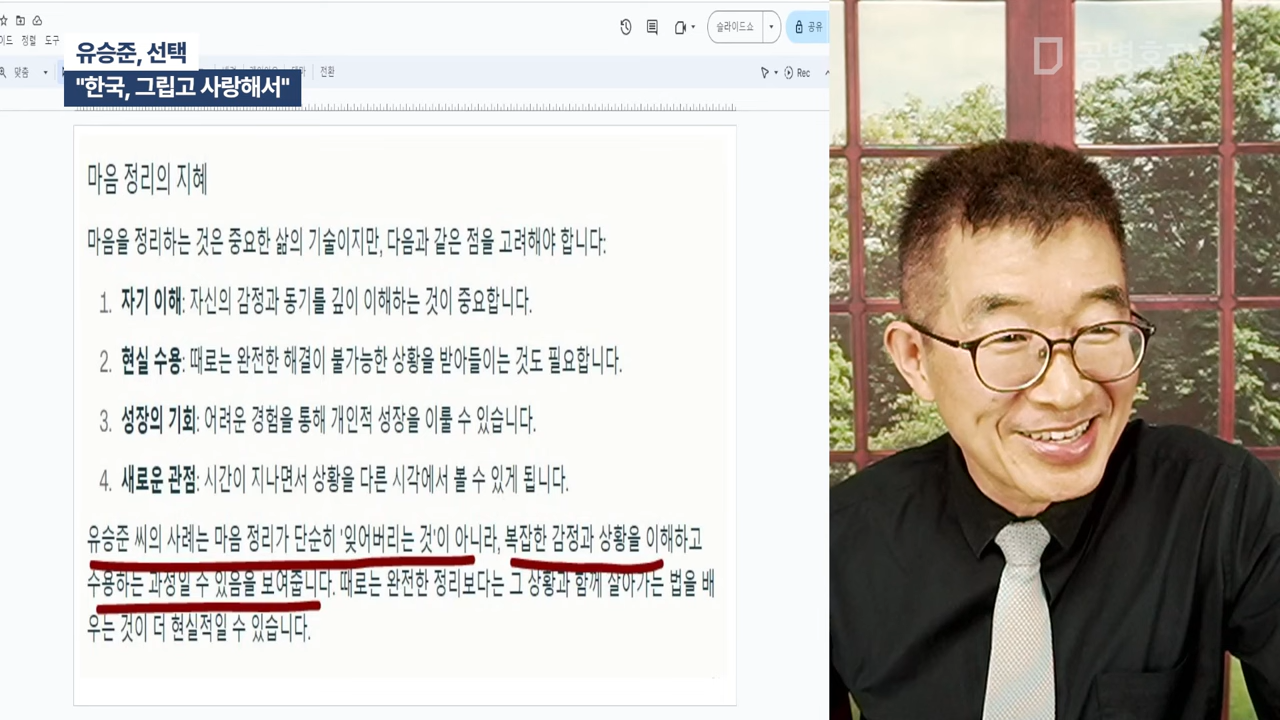 이드 정렬 도구
슬라이드쇼
공유
유승준, 선택
맞춤
전환
Rec
"한국, 그립고 사랑해서"
마음 정리의 지혜
마음을 정리하는 것은 중요한 삶의 기술이지만, 다음과 같은 점을 고려해야 합니다:
1. 자기 이해: 자신의 감정과 동기를 깊이 이해하는 것이 중요합니다.
2. 현실 수용: 때로는 완전한 해결이 불가능한 상황을 받아들이는 것도 필요합니다.
3. 성장의 기회: 어려운 경험을 통해 개인적 성장을 이룰 수 있습니다.
4. 새로운 관점: 시간이 지나면서 상황을 다른 시각에서 볼 수 있게 됩니다.
유승준 씨의 사례는 마음 정리가 단순히 '잊어버리는 것'이 아니라, 복잡한 감정과 상황을 이해하고
수용하는 과정일 수 있음을 보여줍니다. 때로는 완전한 정리보다는 그 상황과 함께 살아가는 법을 배
우는 것이 더 현실적일 수 있습니다.